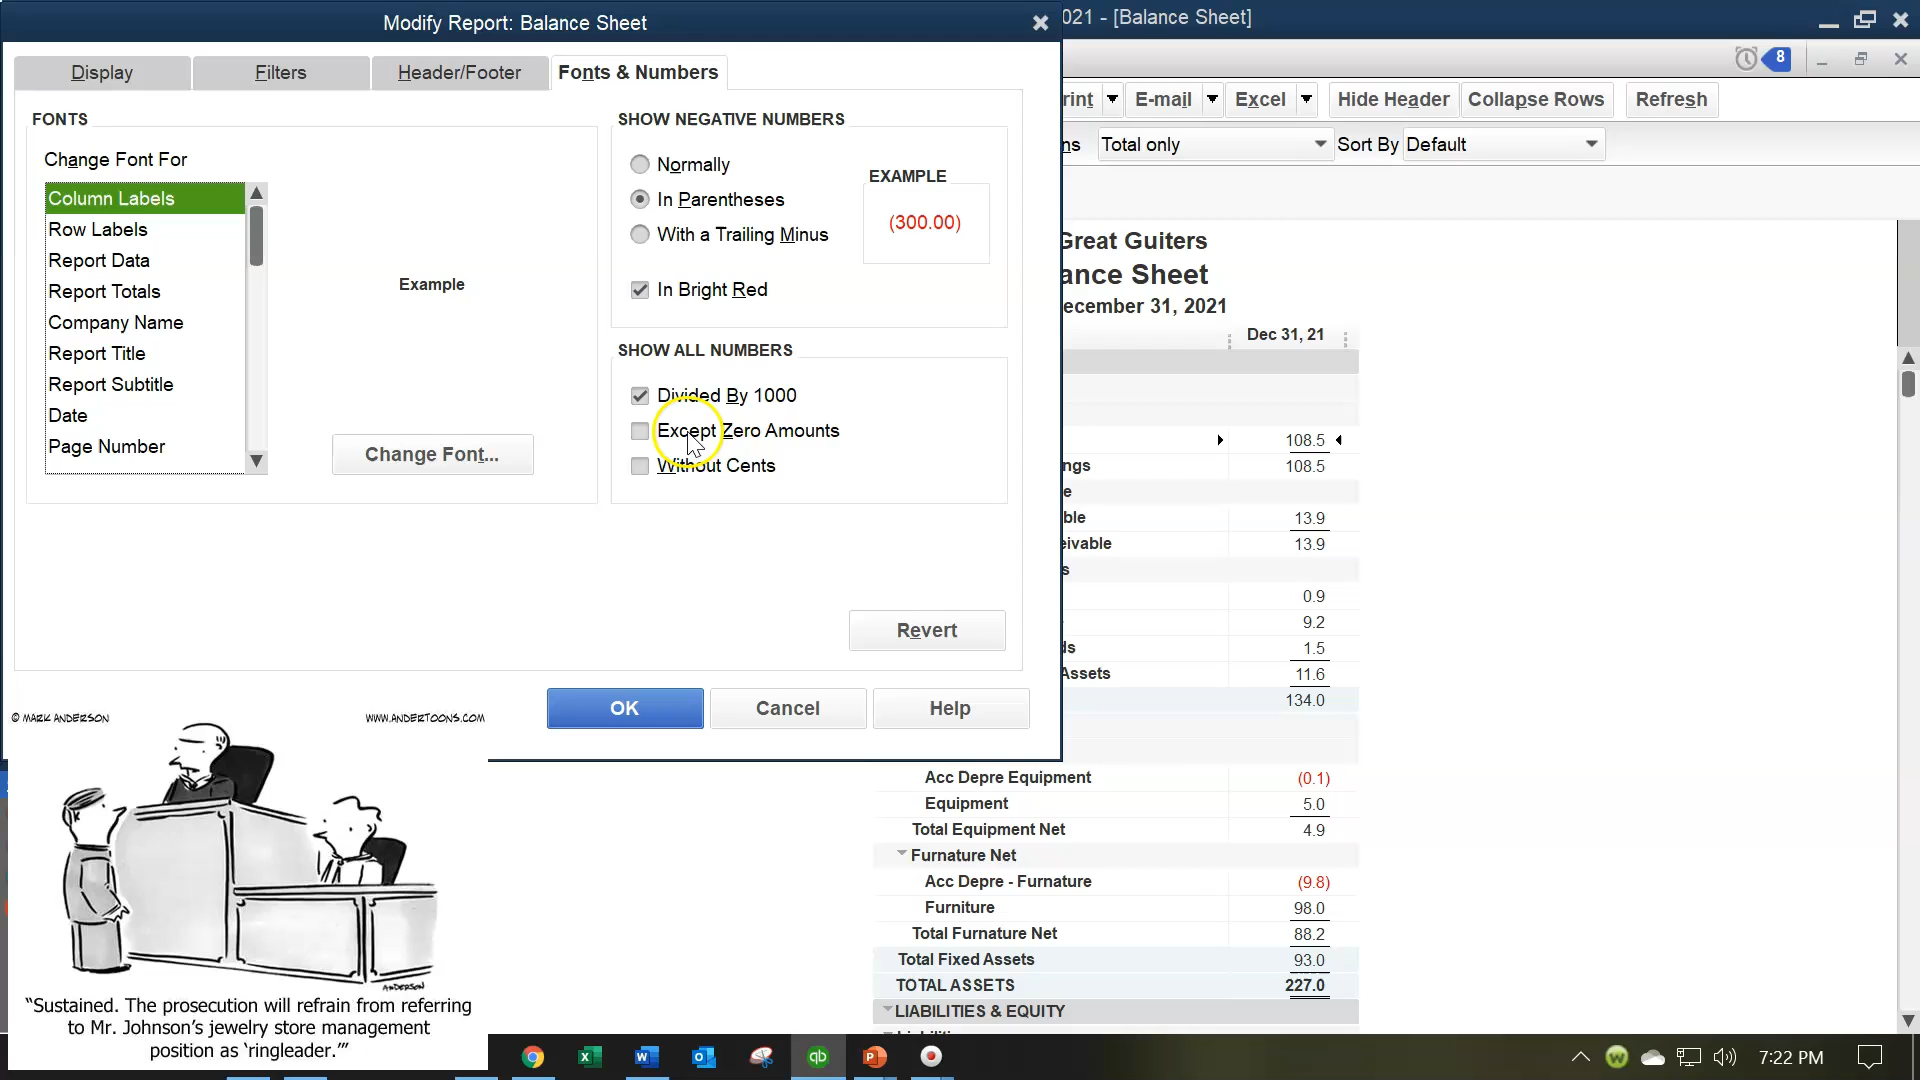 Modify Report: Balance Sheet
021 - [Balance Sheet]
8
Display
Filters
Header/Footer
Fonts & Numbers
FONTS
Change Font For
Column Labels
Row Labels
Report Data
Report Totals
Company Name
Report Title
Report Subtitle
Date
Page Number
Example
Change Font...
SHOW NEGATIVE NUMBERS
Normally
In Parentheses
With a Trailing Minus
In Bright Red
EXAMPLE
(300.00)
SHOW ALL NUMBERS
Divided By 1000
Except Zero Amounts
Without Cents
Revert
OK
Cancel
Help
rint
E-mail
Excel
Hide Header
Collapse Rows
Refresh
ns
Total only
Sort By
Default
Great Guiters
ance Sheet
ecember 31, 2021
Dec 31, 21
108.5
ngs 108.5
e
ble 13.9
eivable 13.9
s
0.9
9.2
ds 1.5
Assets 11.6
134.0
Acc Depre Equipment (0.1)
Equipment 5.0
Total Equipment Net 4.9
Furnature Net
Acc Depre - Furnature (9.8)
Furniture 98.0
Total Furnature Net 88.2
Total Fixed Assets 93.0
TOTAL ASSETS 227.0
LIABILITIES & EQUITY
© MARK ANDERSON
WWW.ANDERTOONS.COM
ANDERSON
“Sustained. The prosecution will refrain from referring
to Mr. Johnson’s jewelry store management
position as ‘ringleader.’”
7:22 PM